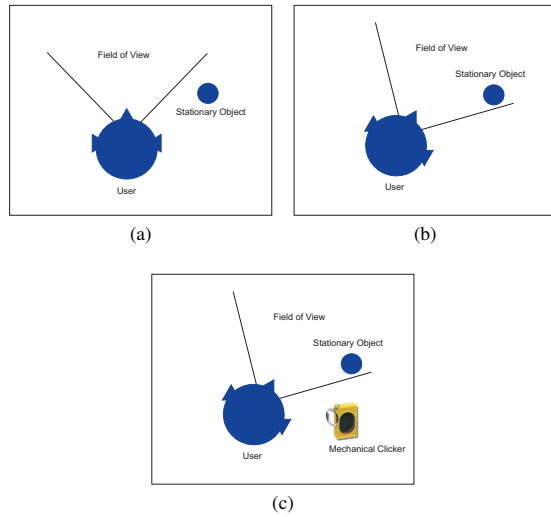 Field of View
Stationary Object
User
(a)
Field of View
Stationary Object
User
(b)
Field of View
Stationary Object
User
Mechanical Clicker
(c)